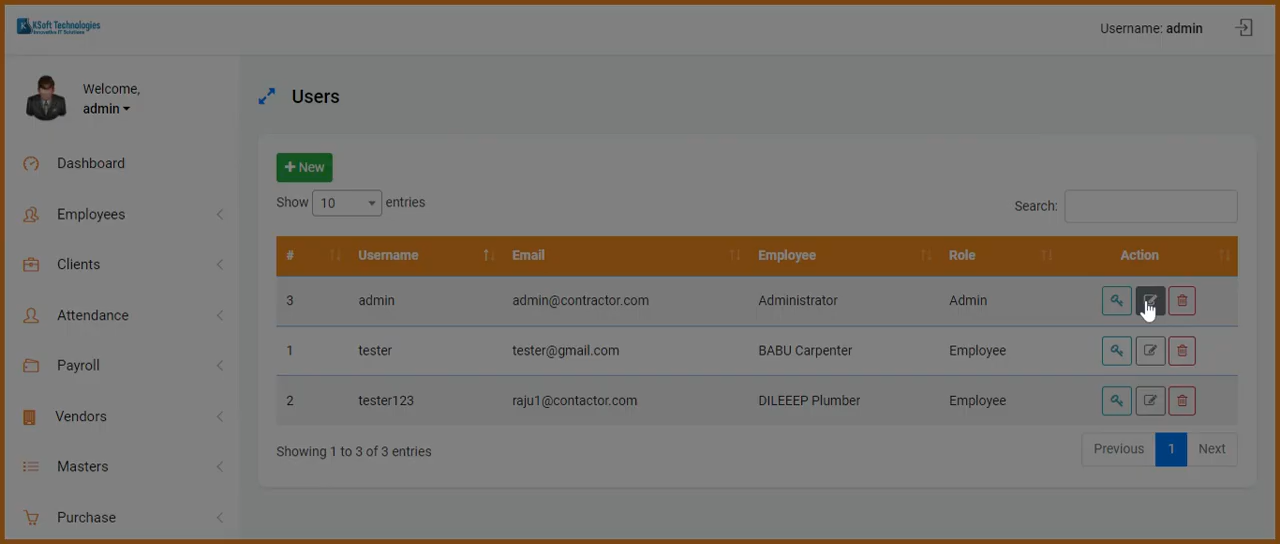 KSoft Technologies
Innovative IT Solutions
Username: admin
Welcome,
admin
Users
Dashboard
Employees
Clients
Attendance
Payroll
Vendors
Masters
Purchase
New
Show 10 entries
Search:
# Username Email Employee Role Action
3 admin admin@contractor.com Administrator Admin
1 tester tester@gmail.com BABU Carpenter Employee
2 tester123 raju1@contactor.com DILEEEP Plumber Employee
Showing 1 to 3 of 3 entries
Previous 1 Next